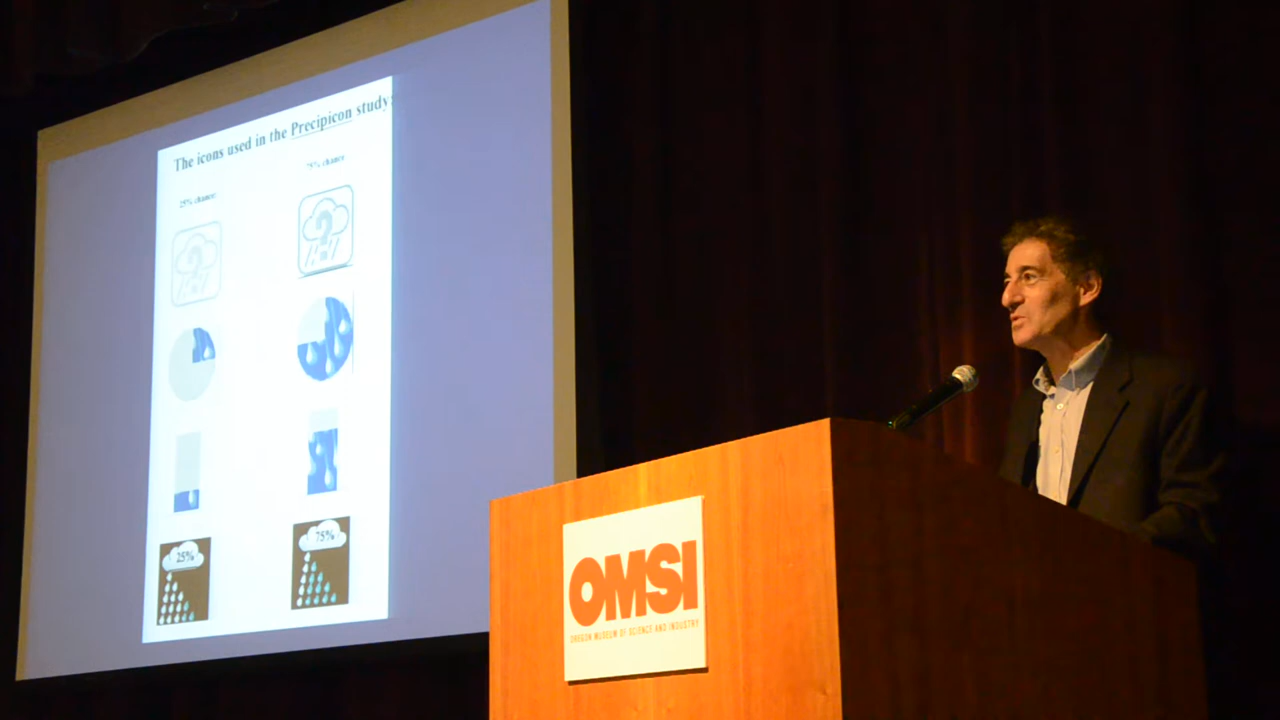 The icons used in the Precipicon study:
25% chance:
75% chance:
?
?
25%
75%
OMSI
OREGON MUSEUM OF SCIENCE AND INDUSTRY